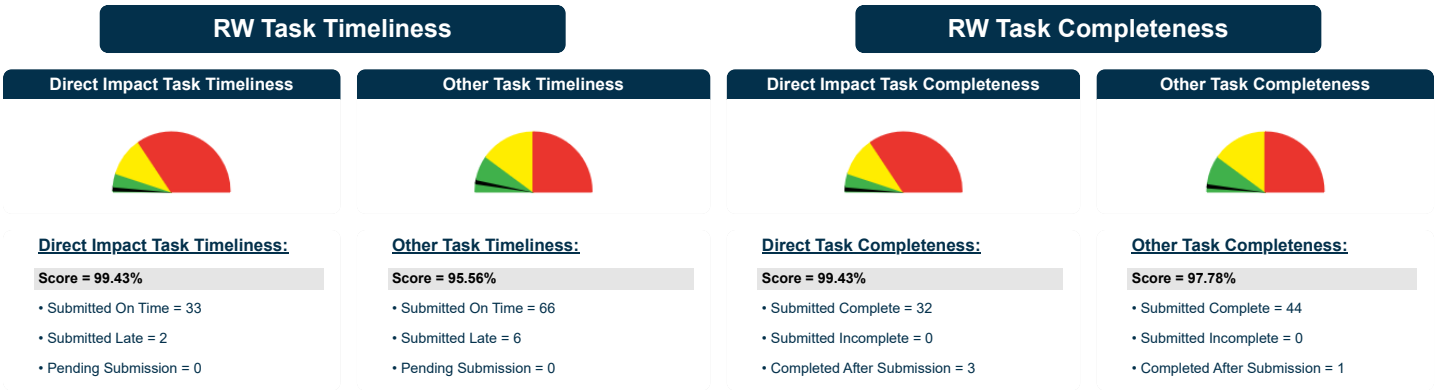 RW Task Timeliness
RW Task Completeness
Direct Impact Task Timeliness
Other Task Timeliness
Direct Impact Task Completeness
Other Task Completeness
Direct Impact Task Timeliness:
Score = 99.43%
• Submitted On Time = 33
• Submitted Late = 2
• Pending Submission = 0
Other Task Timeliness:
Score = 95.56%
• Submitted On Time = 66
• Submitted Late = 6
• Pending Submission = 0
Direct Task Completeness:
Score = 99.43%
• Submitted Complete = 32
• Submitted Incomplete = 0
• Completed After Submission = 3
Other Task Completeness:
Score = 97.78%
• Submitted Complete = 44
• Submitted Incomplete = 0
• Completed After Submission = 1